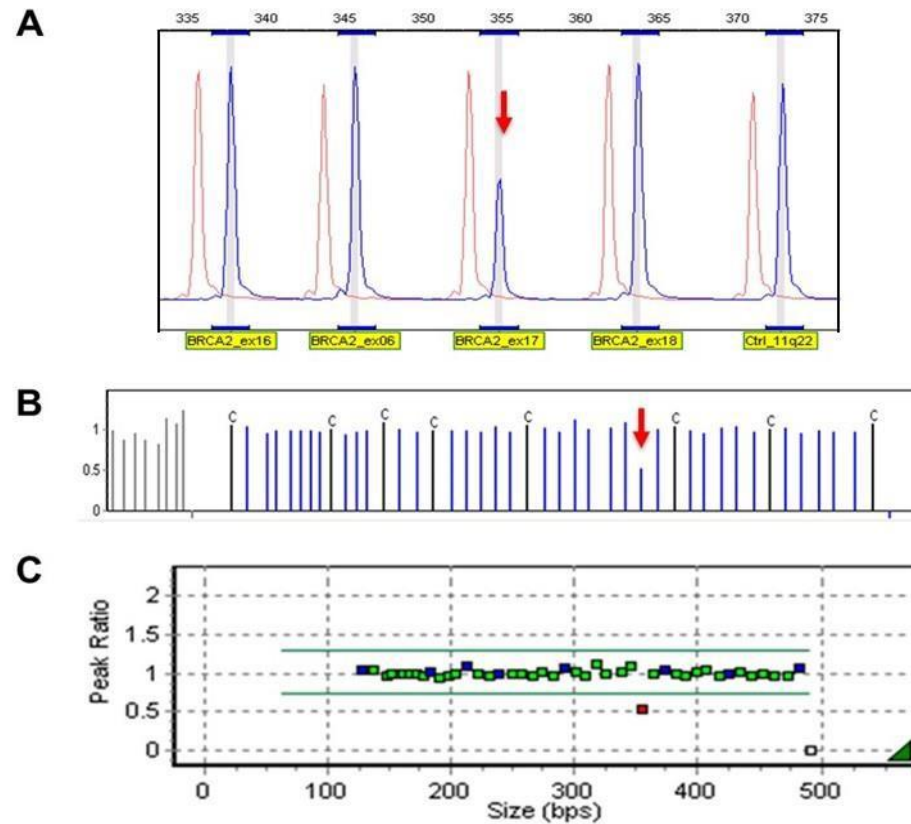 A
335 340 345 350 355 360 365 370 375
BRCA2_ex16 BRCA2_ex06 BRCA2_ex17 BRCA2_ex18 Ctrl_11q22
B
C C C C C C C C
1
0.5
0
C
Peak Ratio
2
1.5
1
0.5
0
0 100 200 300 400 500
Size (bps)